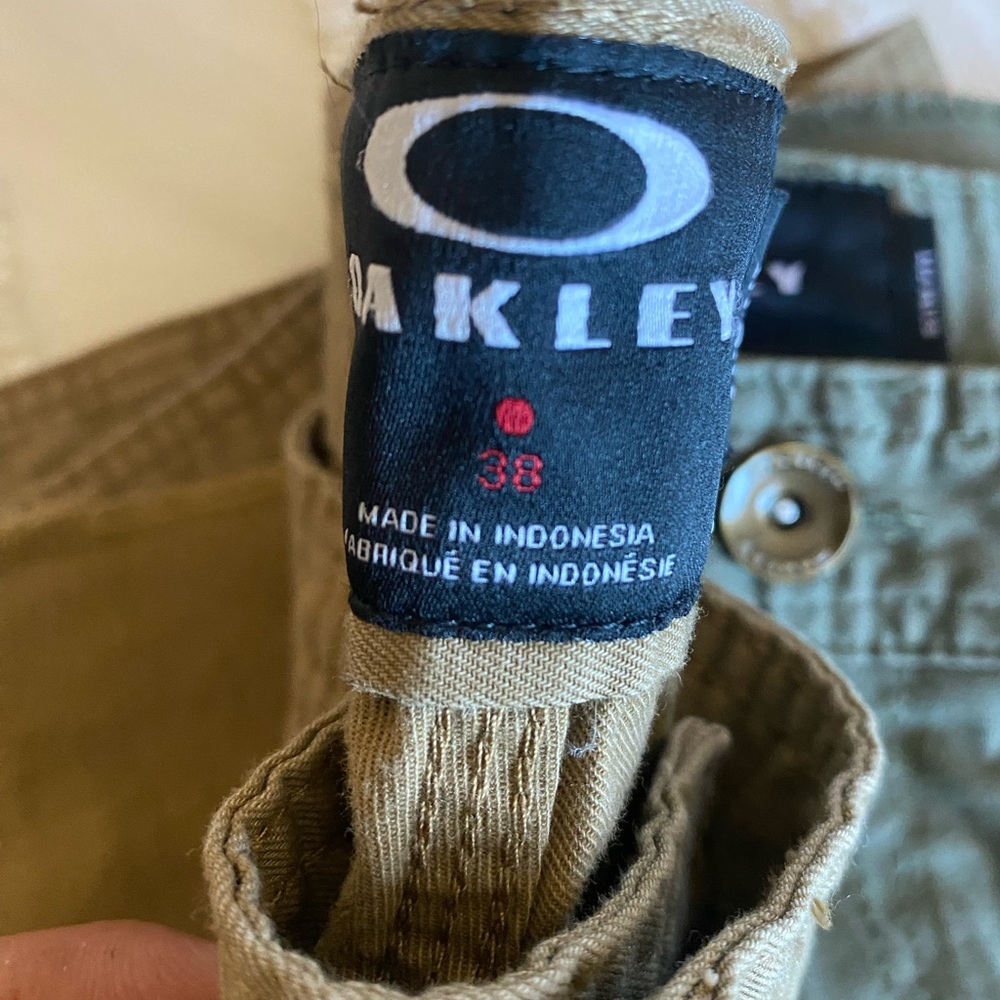 OAKLEY
38
MADE IN INDONESIA
FABRIQUÉ EN INDONÉSIE